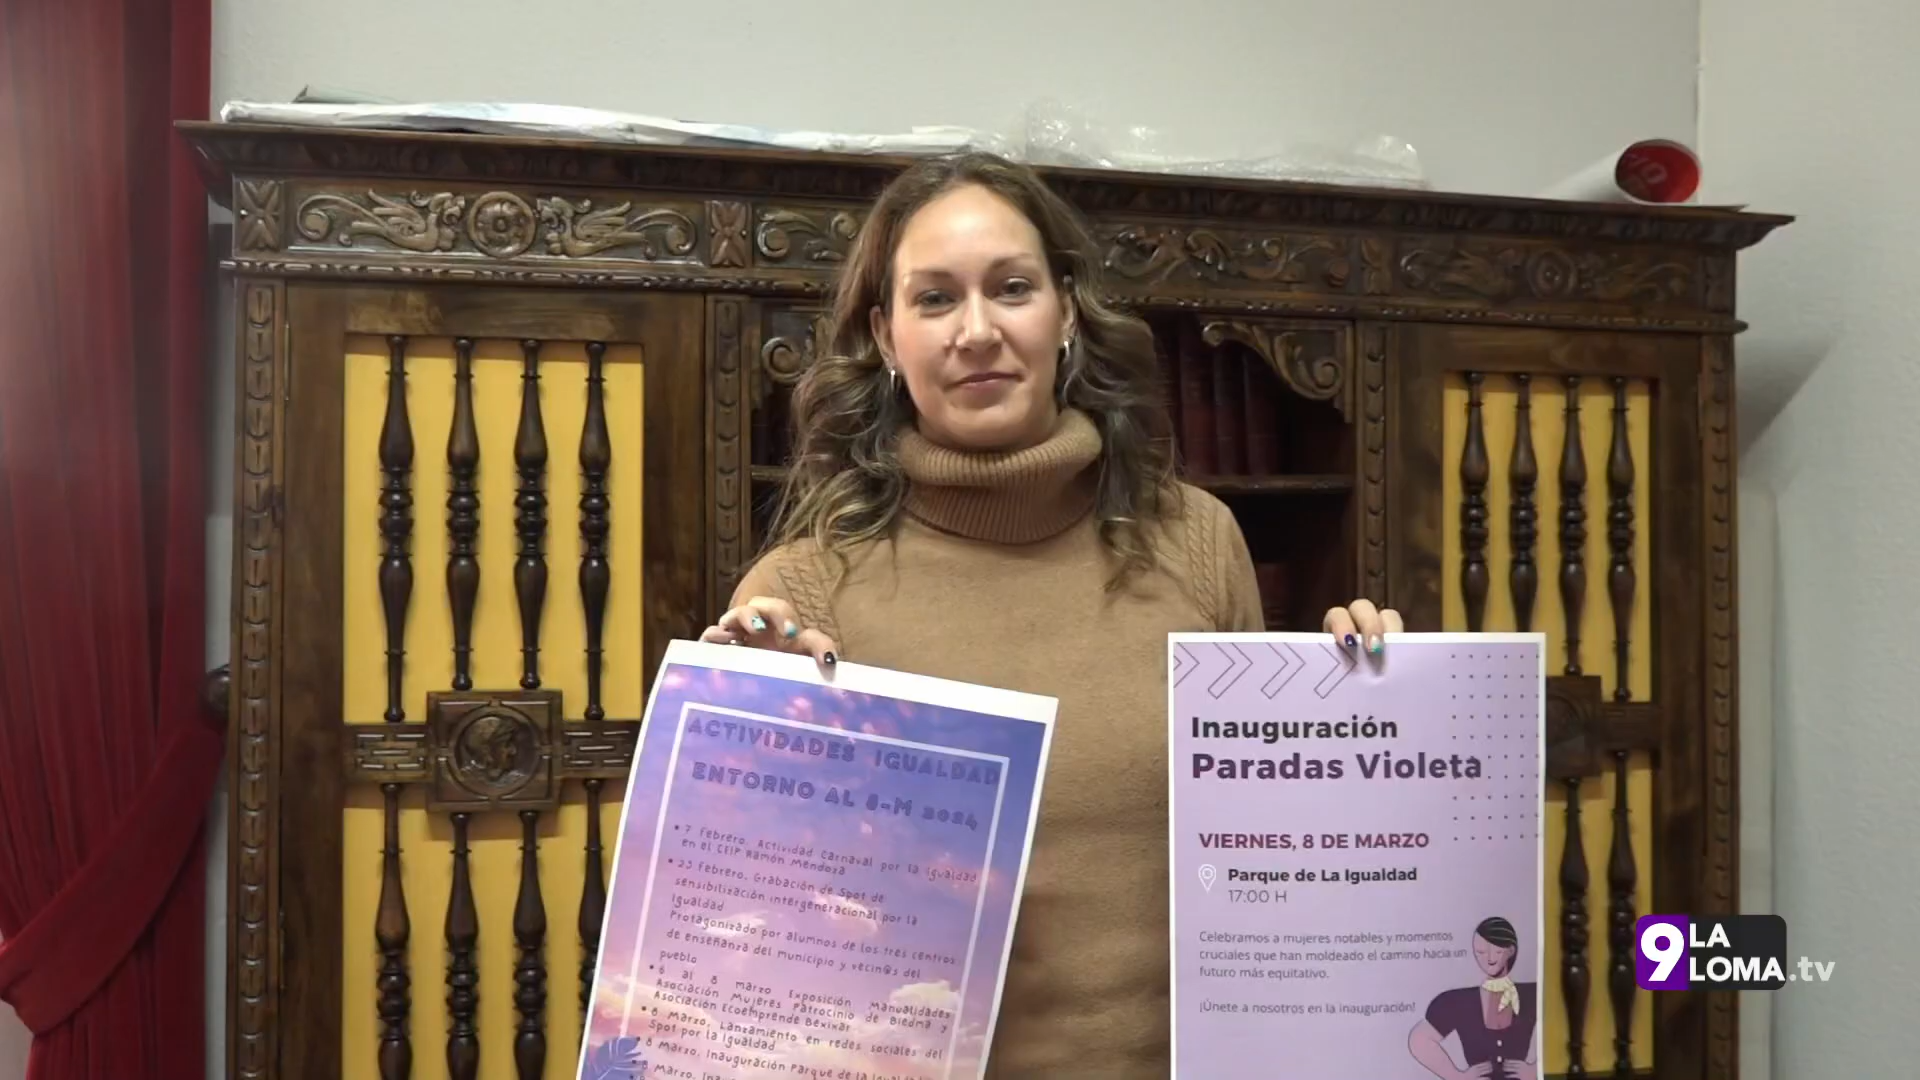 ACTIVIDADES IGUALDAD
ENTORNO AL 8-M 2024
• 7 Febrero, Actividad Carnaval por la Igualdad
en el CEIP Ramón Mendoza
• 23 Febrero, Grabación de Spot de
sensibilización intergeneracional por la
Igualdad
Protagonizado por alumnos de los tres centros
de enseñanza del municipio y vecin@s del
pueblo
• 6 al 8 marzo Exposición Manualidades
Asociación Mujeres Patrocinio de Biedma y
Asociación Ecoemprende Bexixar
• 8 Marzo, Lanzamiento en redes sociales del
Spot por la Igualdad
• 8 Marzo, Inauguración Parque de la
8 Marzo,
Inauguración
Paradas Violeta
VIERNES, 8 DE MARZO
Parque de La Igualdad
17:00 H
Celebramos a mujeres notables y momentos
cruciales que han moldeado el camino hacia un
futuro más equitativo.
¡Únete a nosotros en la inauguración!
9 LA
LOMA.tv